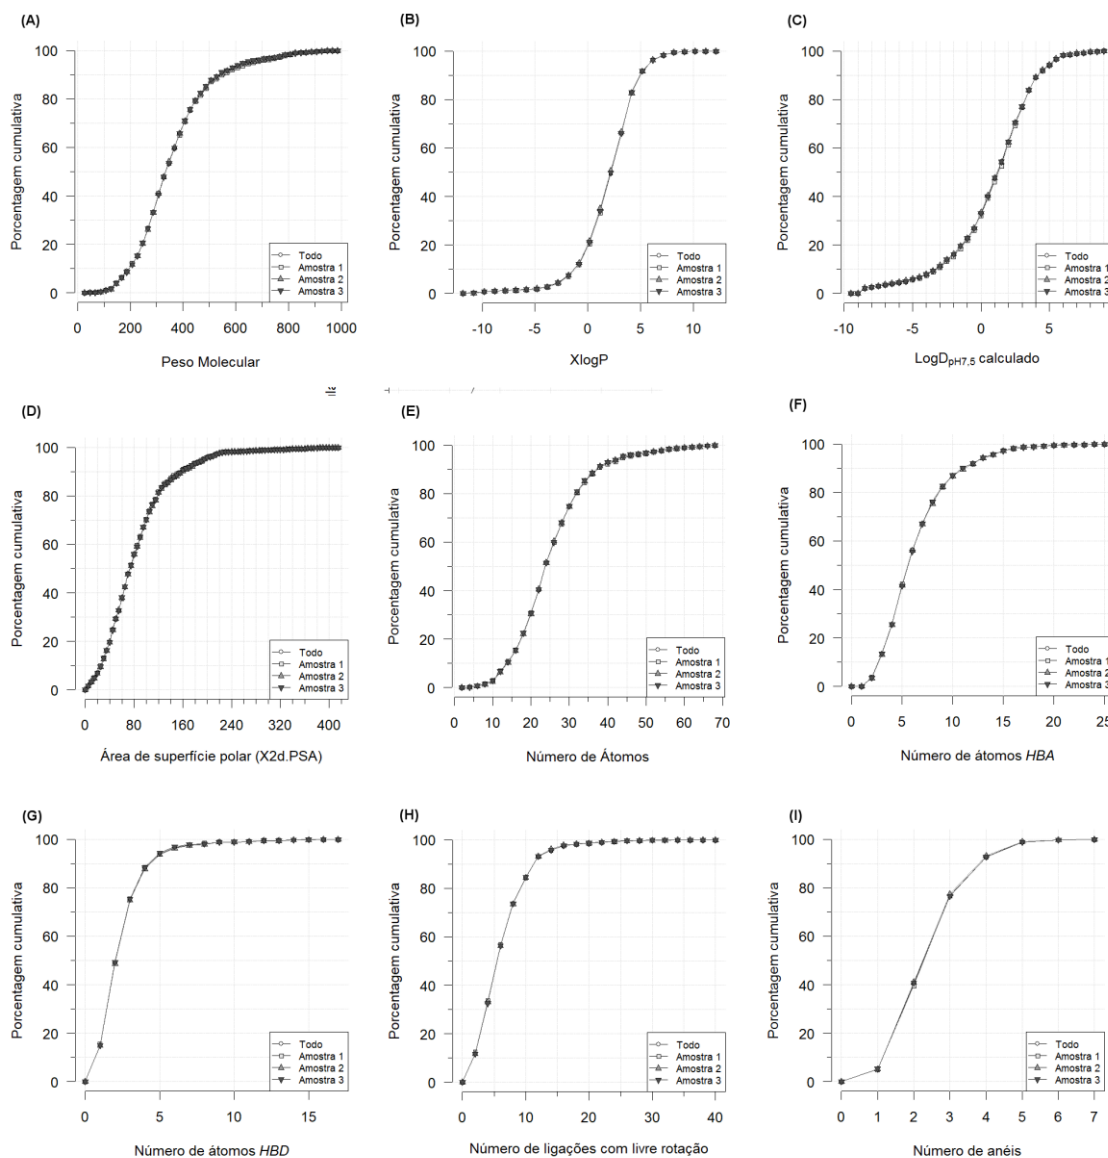 (A)
Porcentagem cumulativa
100
80
60
40
20
0
0 200 400 600 800 1000
Peso Molecular
Todo
Amostra 1
Amostra 2
Amostra 3
(B)
Porcentagem cumulativa
100
80
60
40
20
0
-10 -5 0 5 10
XlogP
Todo
Amostra 1
Amostra 2
Amostra 3
(C)
Porcentagem cumulativa
100
80
60
40
20
0
-10 -5 0 5
LogDpH7,5 calculado
Todo
Amostra 1
Amostra 2
Amostra 3
(D)
Porcentagem cumulativa
100
80
60
40
20
0
0 80 160 240 320 400
Área de superfície polar (X2d.PSA)
Todo
Amostra 1
Amostra 2
Amostra 3
(E)
Porcentagem cumulativa
100
80
60
40
20
0
0 10 20 30 40 50 60 70
Número de Átomos
Todo
Amostra 1
Amostra 2
Amostra 3
(F)
Porcentagem cumulativa
100
80
60
40
20
0
0 5 10 15 20 25
Número de átomos HBA
Todo
Amostra 1
Amostra 2
Amostra 3
(G)
Porcentagem cumulativa
100
80
60
40
20
0
0 5 10 15
Número de átomos HBD
Todo
Amostra 1
Amostra 2
Amostra 3
(H)
Porcentagem cumulativa
100
80
60
40
20
0
0 10 20 30 40
Número de ligações com livre rotação
Todo
Amostra 1
Amostra 2
Amostra 3
(I)
Porcentagem cumulativa
100
80
60
40
20
0
0 1 2 3 4 5 6 7
Número de anéis
Todo
Amostra 1
Amostra 2
Amostra 3